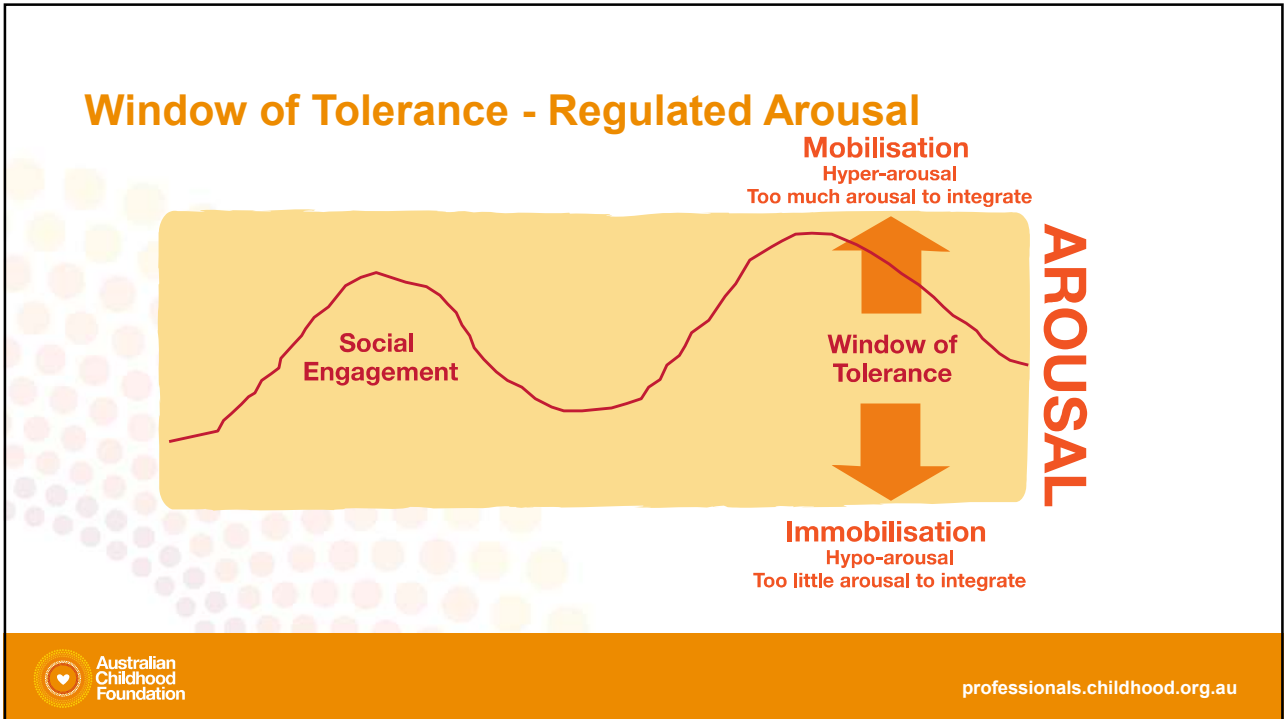 Window of Tolerance - Regulated Arousal
Mobilisation
Hyper-arousal
Too much arousal to integrate
AROUSAL
Social
Engagement
Window of
Tolerance
Immobilisation
Hypo-arousal
Too little arousal to integrate
Australian
Childhood
Foundation
professionals.childhood.org.au